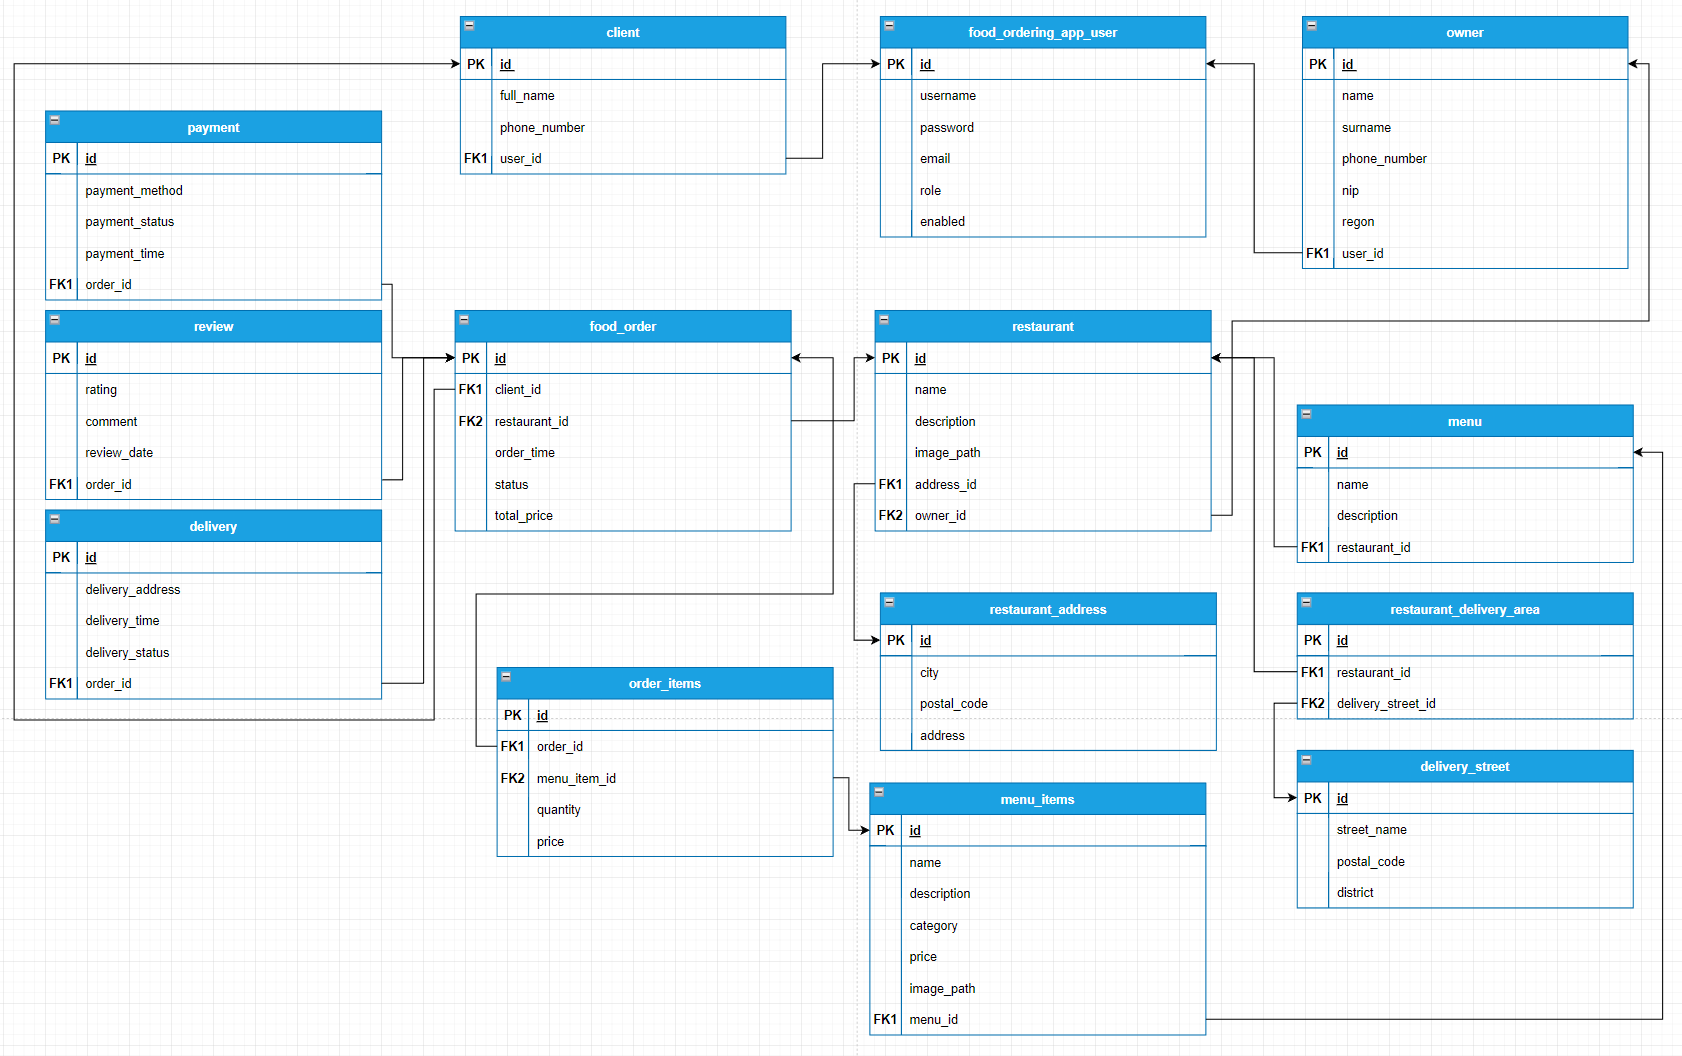 client
PK id
full_name
phone_number
FK1 user_id
food_ordering_app_user
PK id
username
password
email
role
enabled
owner
PK id
name
surname
phone_number
nip
regon
FK1 user_id
payment
PK id
payment_method
payment_status
payment_time
FK1 order_id
review
PK id
rating
comment
review_date
FK1 order_id
delivery
PK id
delivery_address
delivery_time
delivery_status
FK1 order_id
food_order
PK id
FK1 client_id
FK2 restaurant_id
order_time
status
total_price
restaurant
PK id
name
description
image_path
FK1 address_id
FK2 owner_id
menu
PK id
name
description
FK1 restaurant_id
restaurant_address
PK id
city
postal_code
address
restaurant_delivery_area
PK id
FK1 restaurant_id
FK2 delivery_street_id
order_items
PK id
FK1 order_id
FK2 menu_item_id
quantity
price
menu_items
PK id
name
description
category
price
image_path
FK1 menu_id
delivery_street
PK id
street_name
postal_code
district